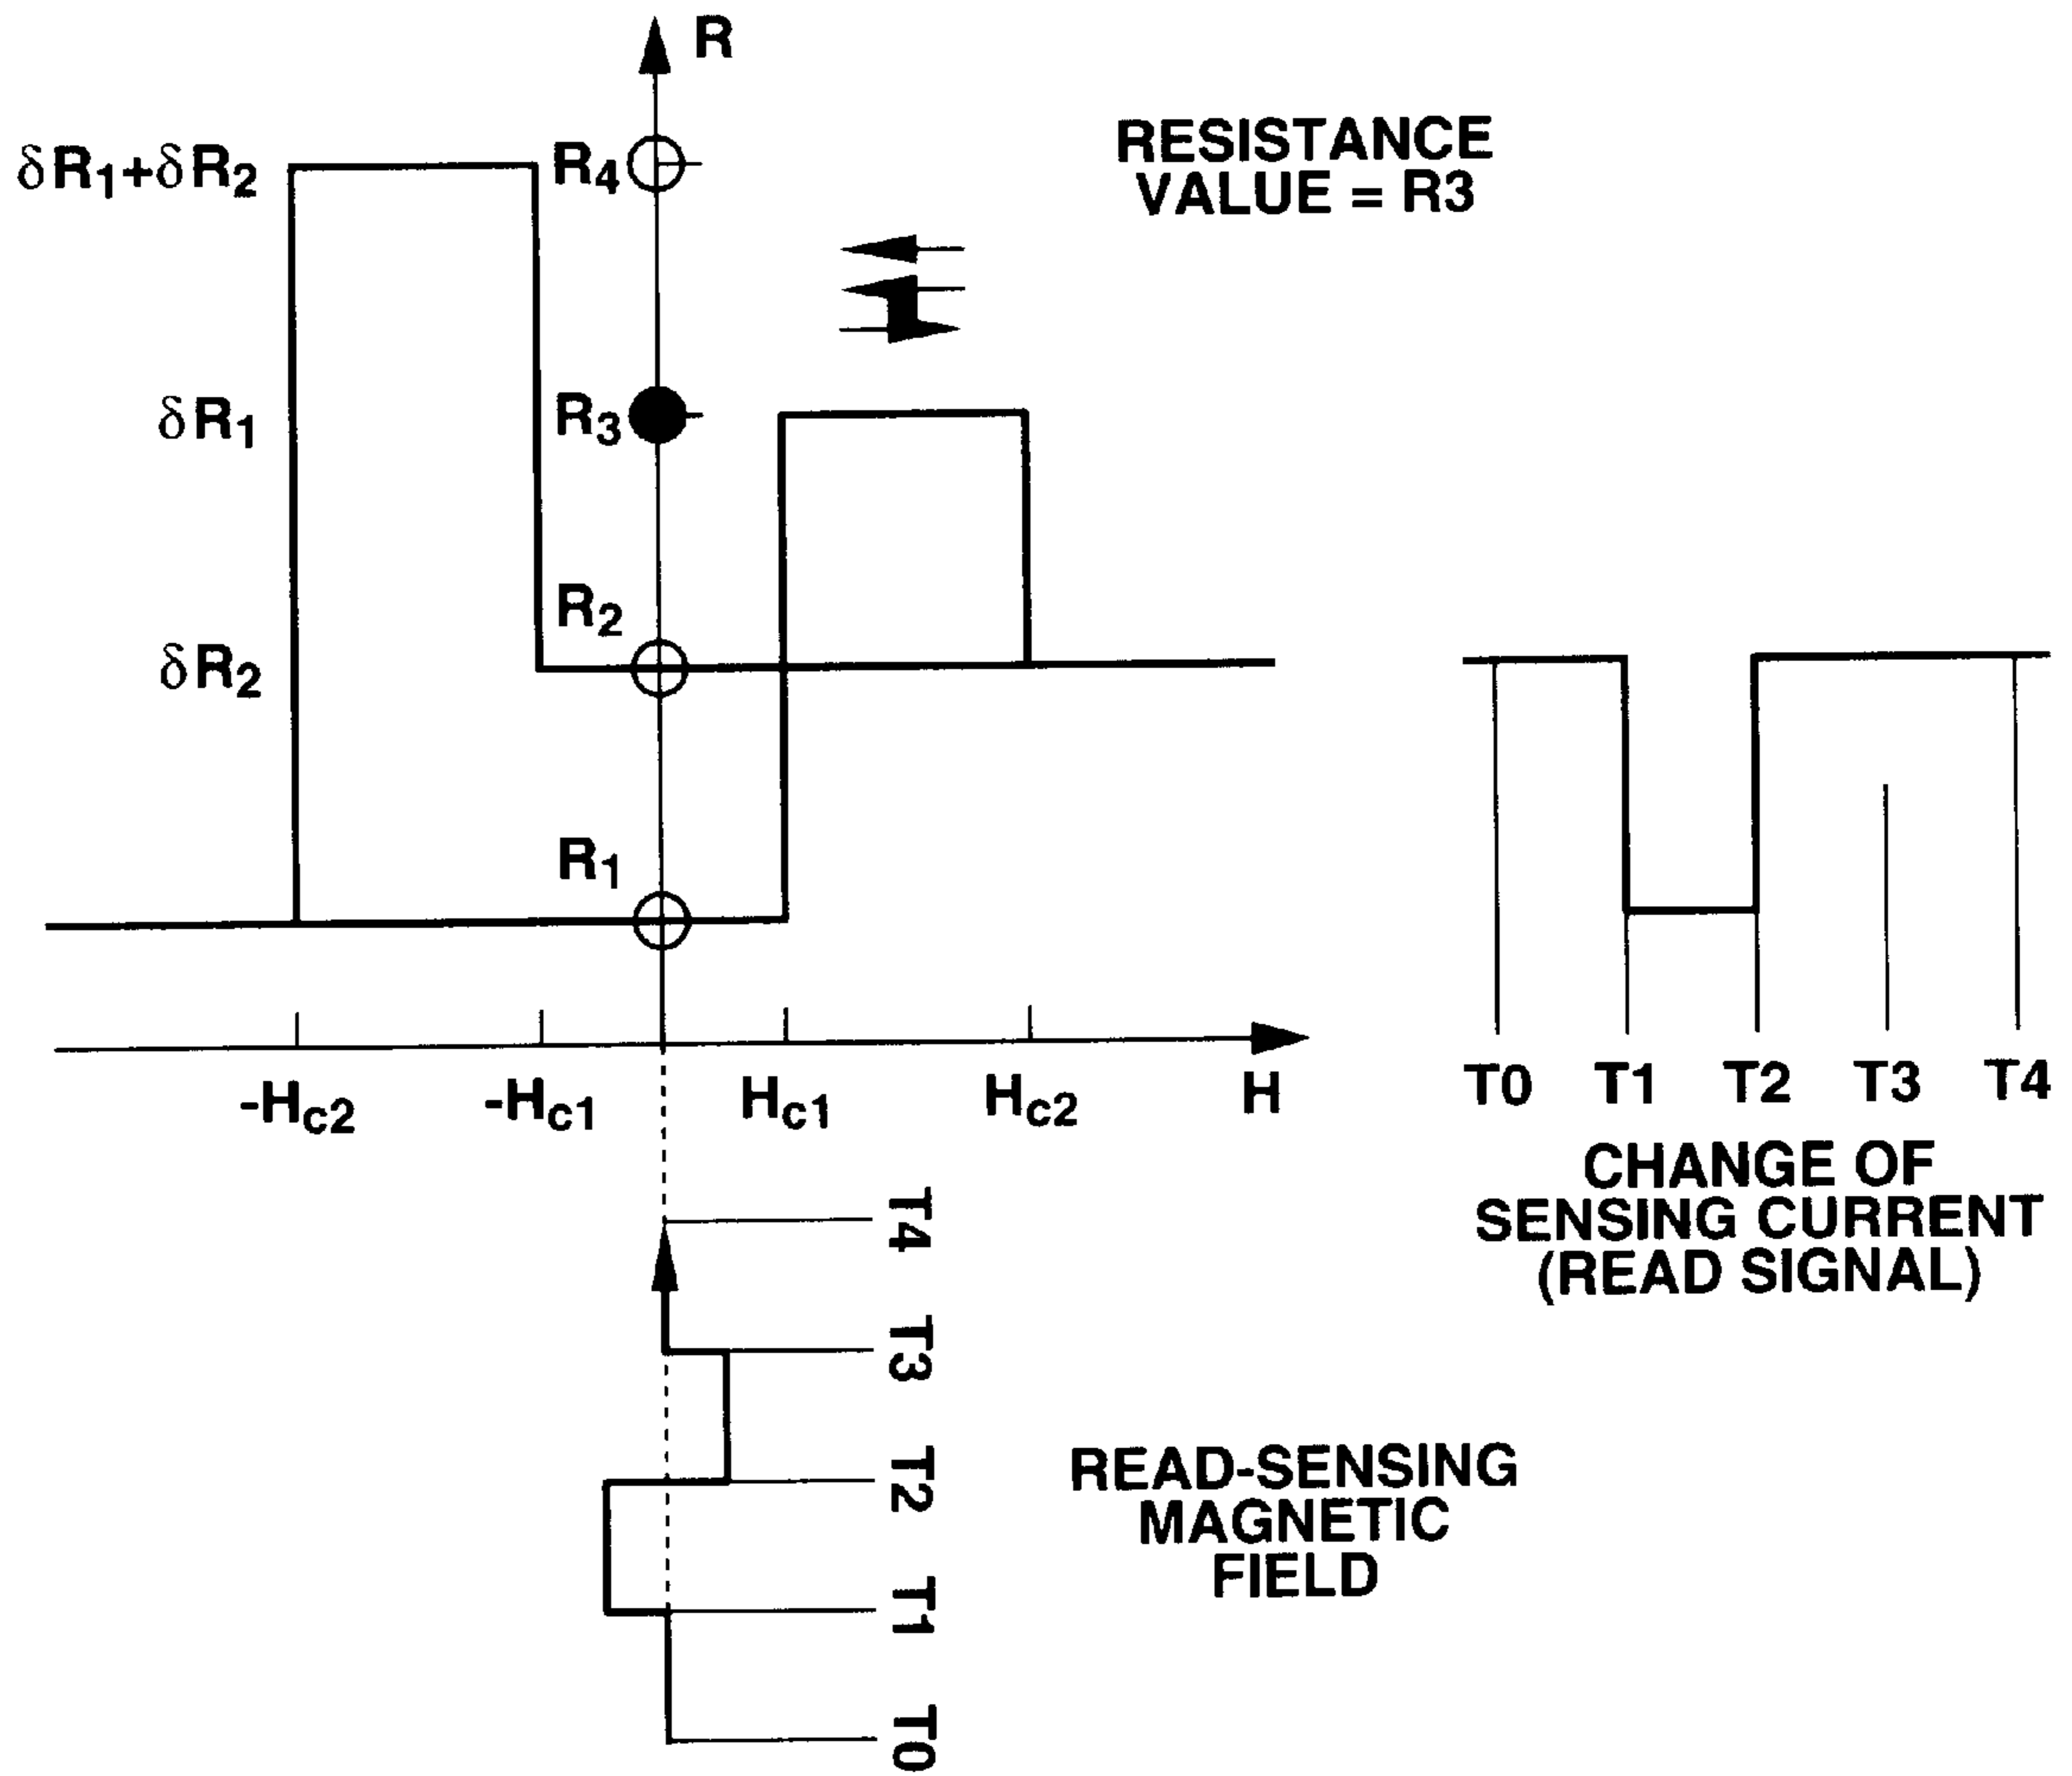 R
δR1+δR2
R4
RESISTANCE
VALUE = R3
δR1
R3
R2
δR2
R1
-Hc2
-Hc1
Hc1
Hc2
H
T0
T1
T2
T3
T4
CHANGE OF
SENSING CURRENT
(READ SIGNAL)
T4
T3
T2
T1
T0
READ-SENSING
MAGNETIC
FIELD